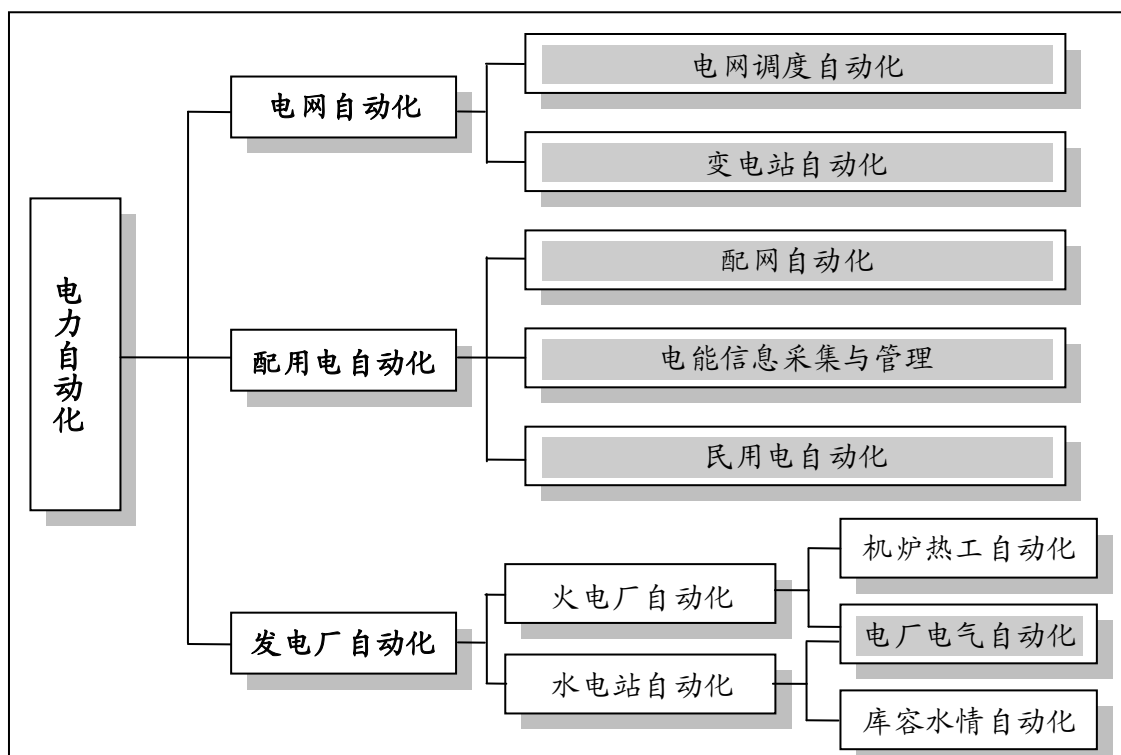 电力自动化
电网自动化
电网调度自动化
变电站自动化
配用电自动化
配网自动化
电能信息采集与管理
民用电自动化
发电厂自动化
火电厂自动化
机炉热工自动化
电厂电气自动化
水电站自动化
库容水情自动化